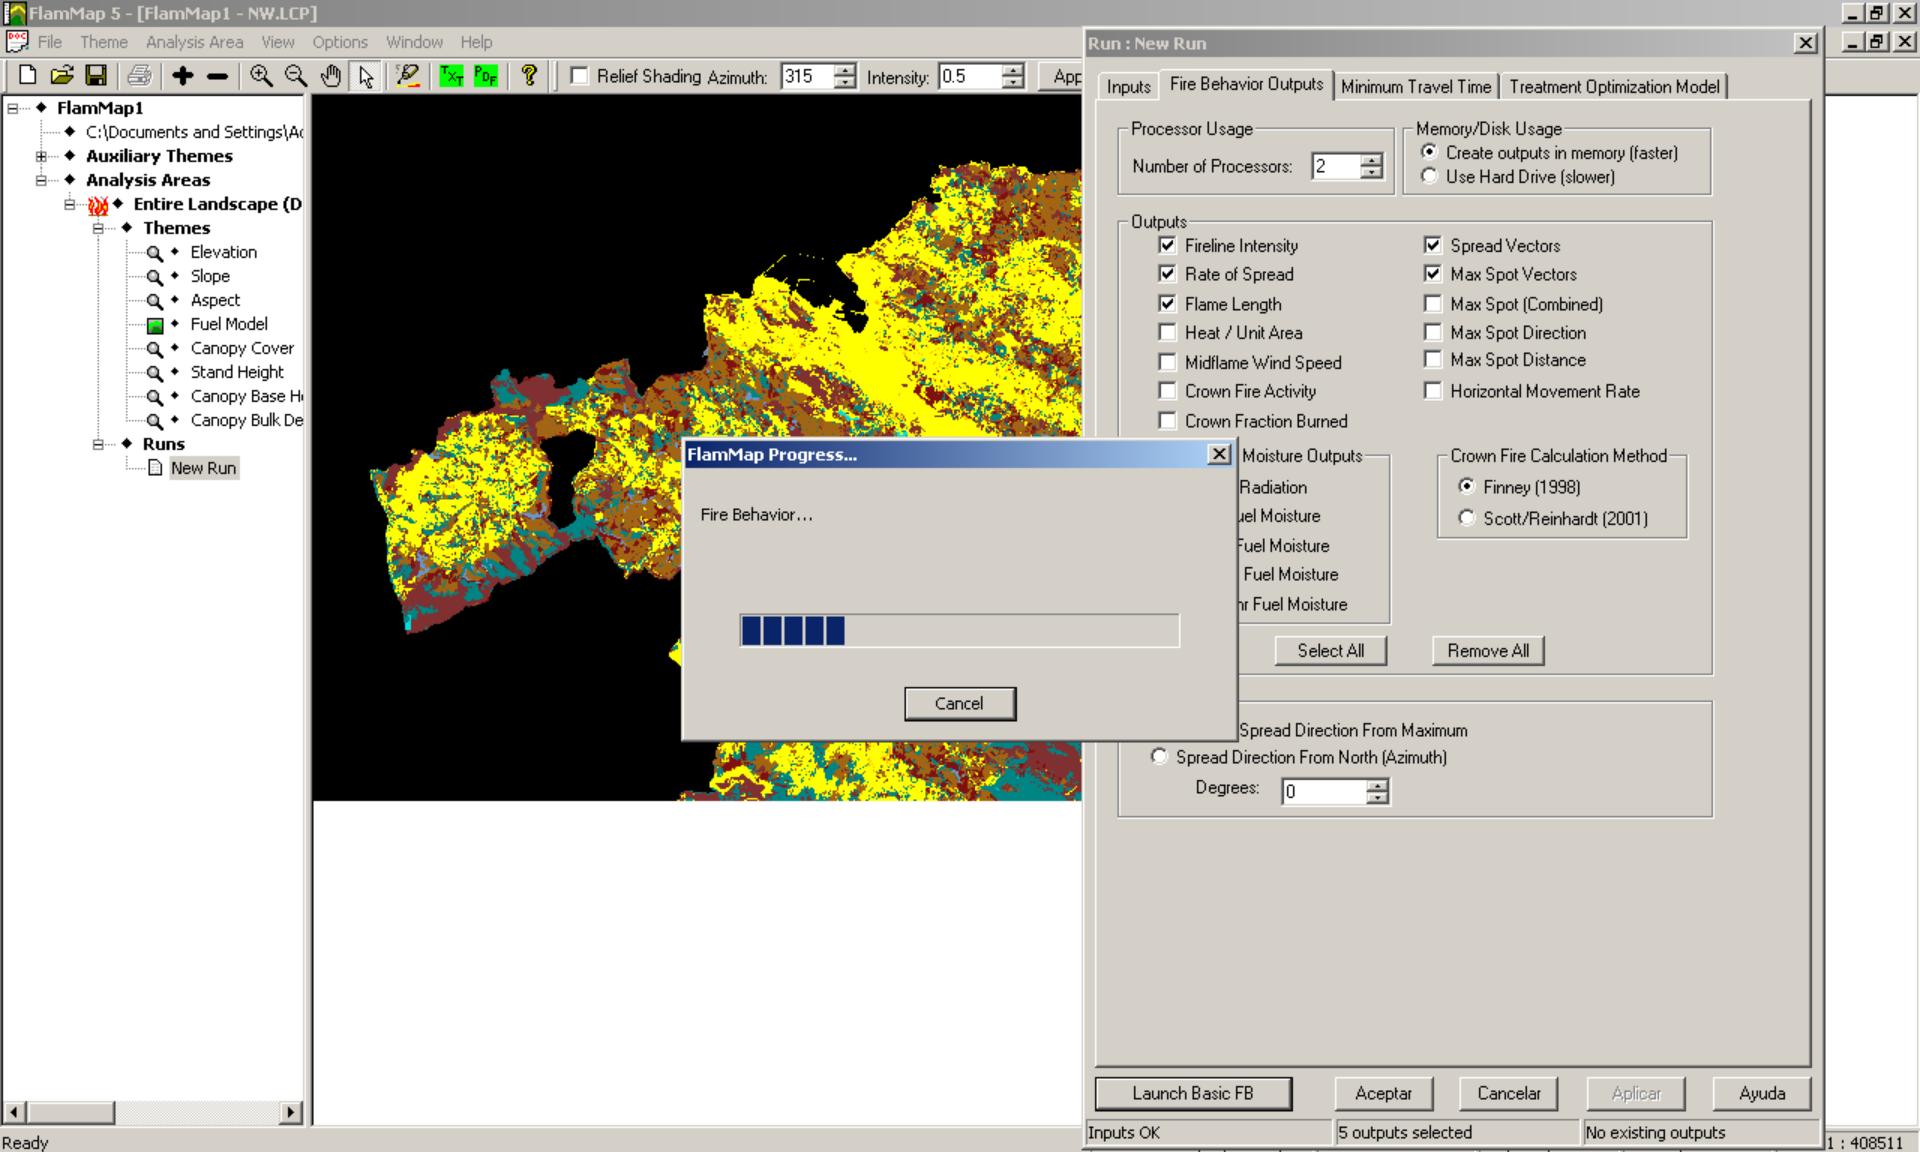 FlamMap 5 - [FlamMap1 - NW.LCP]
File Theme Analysis Area View Options Window Help
TXT PDF Relief Shading Azimuth: 315 Intensity: 0.5
FlamMap1
C:\Documents and Settings\
Auxiliary Themes
Analysis Areas
Entire Landscape (D
Themes
Elevation
Slope
Aspect
Fuel Model
Canopy Cover
Stand Height
Canopy Base
Canopy Bulk De
Runs
New Run
Ready
FlamMap Progress...
Fire Behavior...
Cancel
Run : New Run
Inputs Fire Behavior Outputs Minimum Travel Time Treatment Optimization Model
Processor Usage
Number of Processors: 2
Memory/Disk Usage
Create outputs in memory (faster)
Use Hard Drive (slower)
Outputs
Fireline Intensity
Rate of Spread
Flame Length
Heat / Unit Area
Midflame Wind Speed
Crown Fire Activity
Crown Fraction Burned
Spread Vectors
Max Spot Vectors
Max Spot (Combined)
Max Spot Direction
Max Spot Distance
Horizontal Movement Rate
Moisture Outputs
Radiation
uel Moisture
Fuel Moisture
Fuel Moisture
hr Fuel Moisture
Crown Fire Calculation Method
Finney (1998)
Scott/Reinhardt (2001)
Select All Remove All
Spread Direction From Maximum
Spread Direction From North (Azimuth)
Degrees: 0
Launch Basic FB Aceptar Cancelar Aplicar Ayuda
Inputs OK 5 outputs selected No existing outputs
1 : 408511